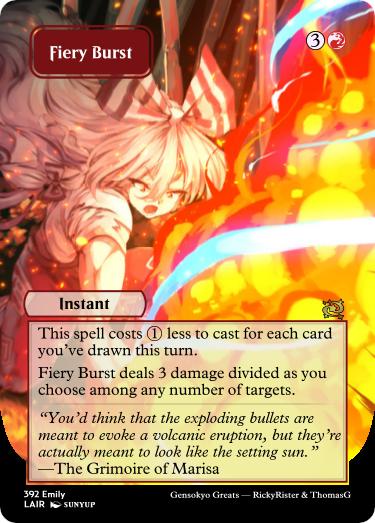 Fiery Burst
3
Instant
This spell costs 1 less to cast for each card
you've drawn this turn.
Fiery Burst deals 3 damage divided as you
choose among any number of targets.
“You'd think that the exploding bullets are
meant to evoke a volcanic eruption, but they're
actually meant to look like the setting sun.”
—The Grimoire of Marisa
392 Emily
LAIR SUNYUP
Gensokyo Greats — RickyRister & ThomasG